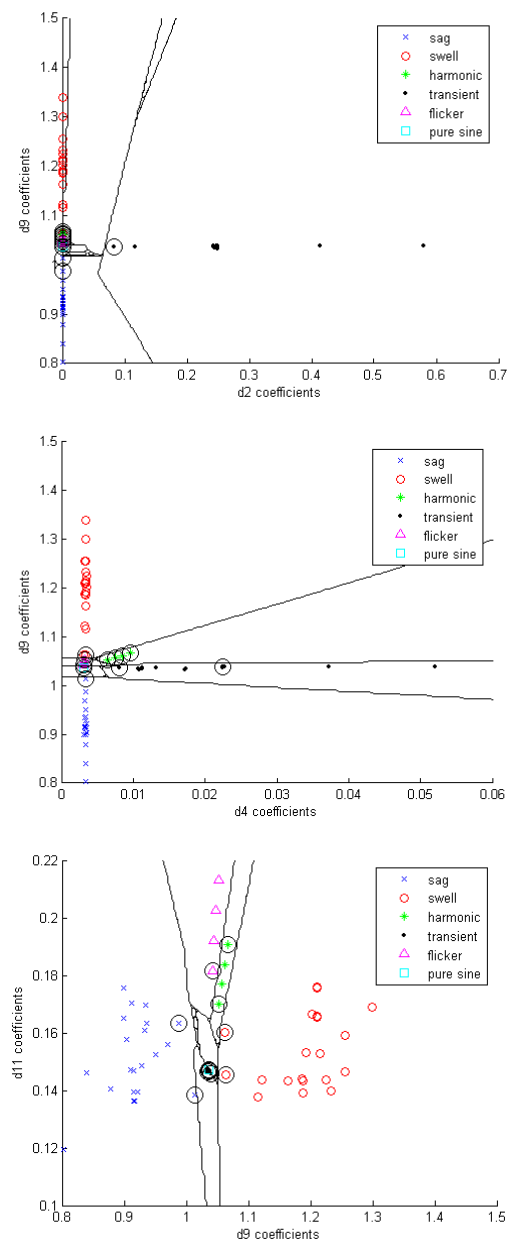 1.5
1.4
1.3
1.2
1.1
1
0.9
0.8
d9 coefficients
0
0.1
0.2
0.3
0.4
0.5
0.6
0.7
d2 coefficients
sag
swell
harmonic
transient
flicker
pure sine
1.5
1.4
1.3
1.2
1.1
1
0.9
0.8
d9 coefficients
0
0.01
0.02
0.03
0.04
0.05
0.06
d4 coefficients
sag
swell
harmonic
transient
flicker
pure sine
0.22
0.2
0.18
0.16
0.14
0.12
0.1
d11 coefficients
0.8
0.9
1
1.1
1.2
1.3
1.4
1.5
d9 coefficients
sag
swell
harmonic
transient
flicker
pure sine